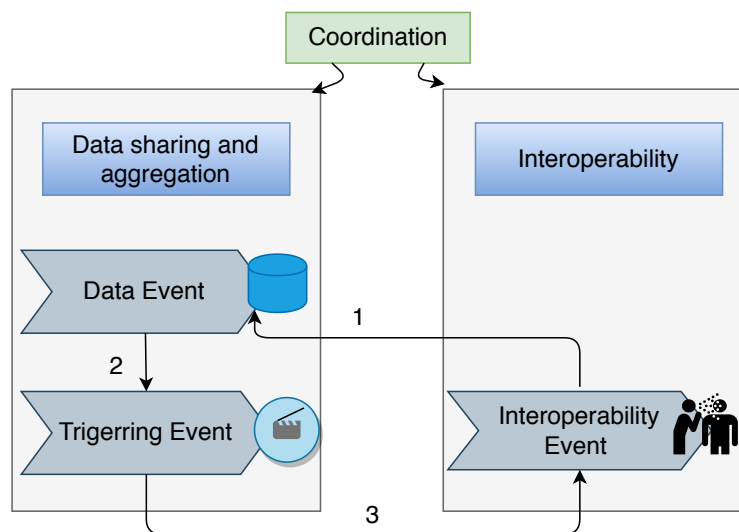 Coordination
Data sharing and
aggregation
Interoperability
Data Event
1
2
Trigerring Event
Interoperability
Event
3